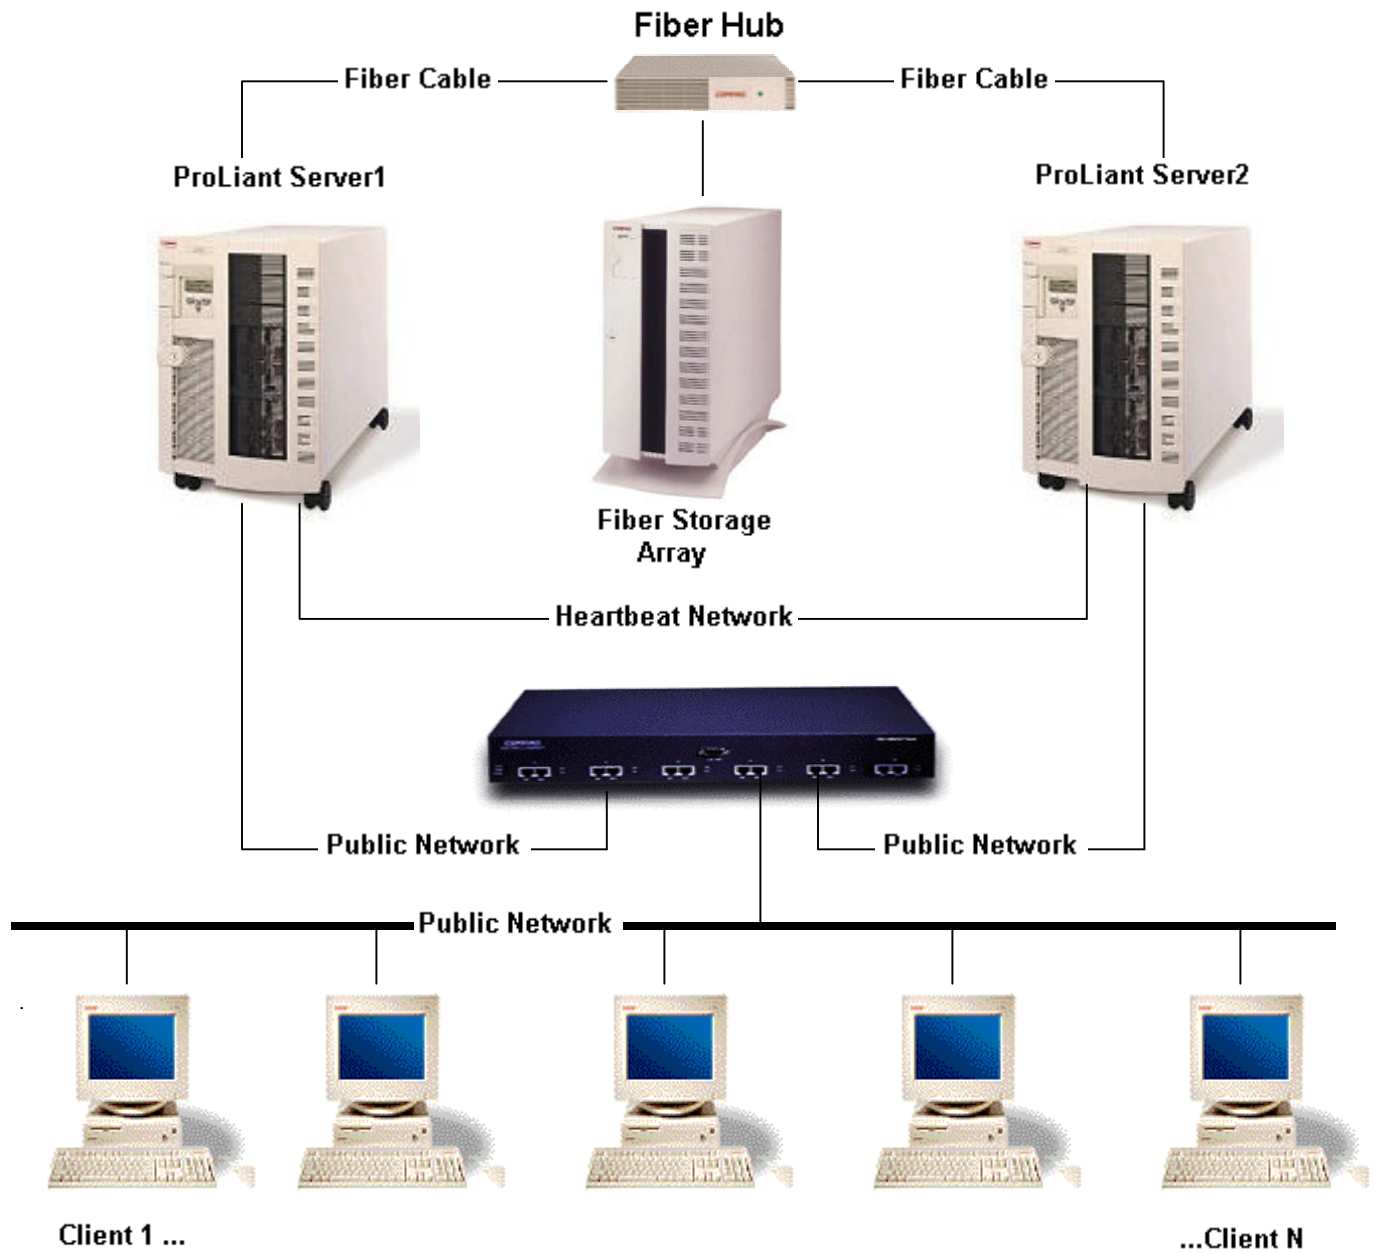 Fiber Hub
Fiber Cable
Fiber Cable
COMPAQ
ProLiant Server1
ProLiant Server2
Fiber Storage
Array
Heartbeat Network
Public Network
Public Network
Public Network
Client 1 ...
...Client N